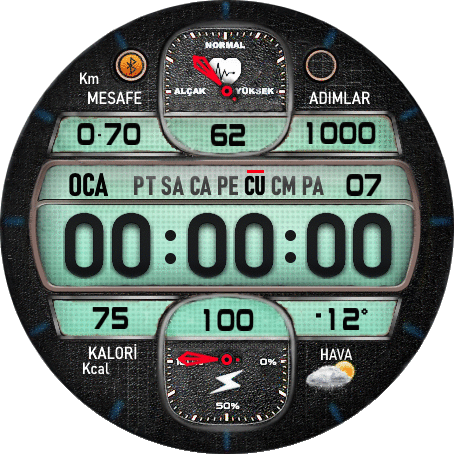 NORMAL
Km
MESAFE
ALÇAK
YÜKSEK
ADIMLAR
0.70
62
1000
OCA
PT SA CA PE CU CM PA
07
00:00:00
75
100
-12°
KALORİ
Kcal
0%
50%
HAVA